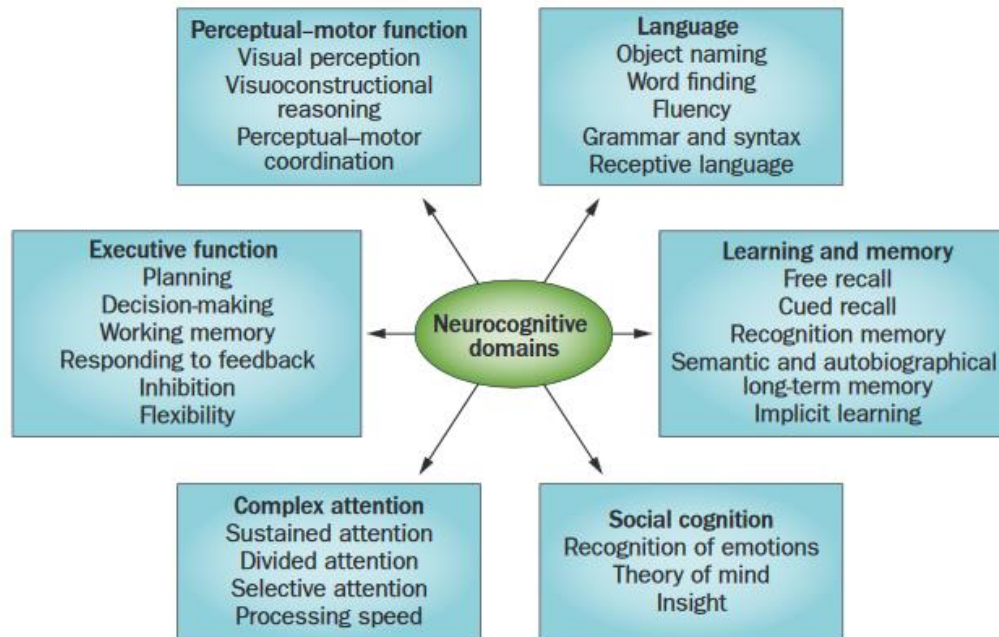 Perceptual–motor function
Visual perception
Visuoconstructional
reasoning
Perceptual–motor
coordination
Language
Object naming
Word finding
Fluency
Grammar and syntax
Receptive language
Executive function
Planning
Decision-making
Working memory
Responding to feedback
Inhibition
Flexibility
Neurocognitive
domains
Learning and memory
Free recall
Cued recall
Recognition memory
Semantic and autobiographical
long-term memory
Implicit learning
Complex attention
Sustained attention
Divided attention
Selective attention
Processing speed
Social cognition
Recognition of emotions
Theory of mind
Insight